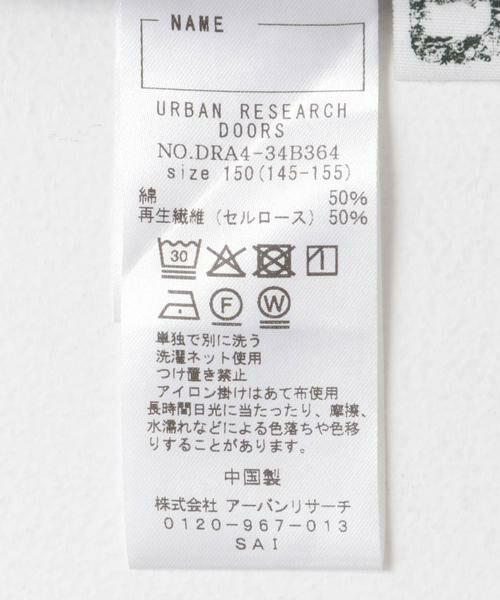 NAME
URBAN RESEARCH
DOORS
NO.DRA4-34B364
size 150(145-155)
綿 50%
再生繊維(セルロース) 50%
30
F W
単独で別に洗う
洗濯ネット使用
つけ置き禁止
アイロン掛けはあて布使用
長時間日光に当たったり、摩擦、
水濡れなどによる色落ちや色移
りすることがあります。
中国製
株式会社 アーバンリサーチ
0120-967-013
SAI